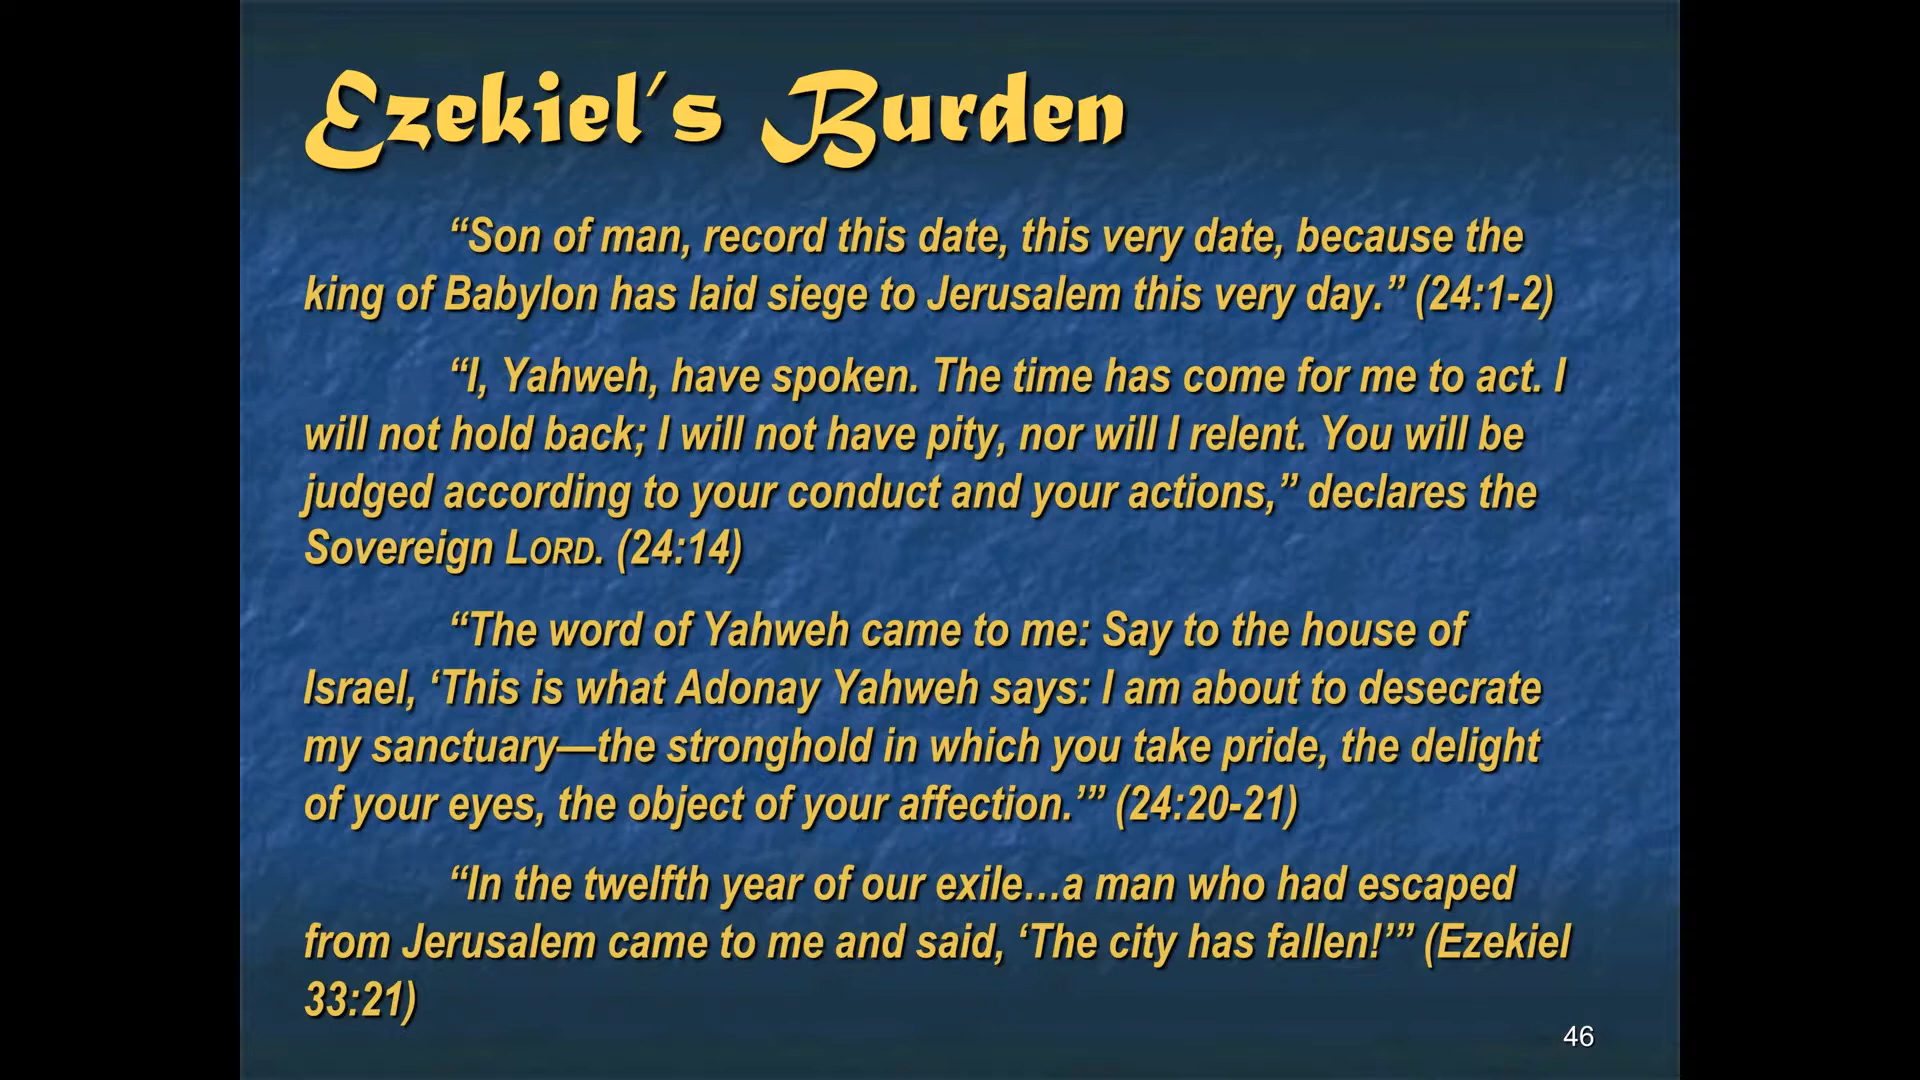 Ezekiel’s Burden
“Son of man, record this date, this very date, because the
king of Babylon has laid siege to Jerusalem this very day.” (24:1-2)
“I, Yahweh, have spoken. The time has come for me to act. I
will not hold back; I will not have pity, nor will I relent. You will be
judged according to your conduct and your actions,” declares the
Sovereign LORD. (24:14)
“The word of Yahweh came to me: Say to the house of
Israel, ‘This is what Adonay Yahweh says: I am about to desecrate
my sanctuary—the stronghold in which you take pride, the delight
of your eyes, the object of your affection.’” (24:20-21)
“In the twelfth year of our exile…a man who had escaped
from Jerusalem came to me and said, ‘The city has fallen!’” (Ezekiel
33:21)
46